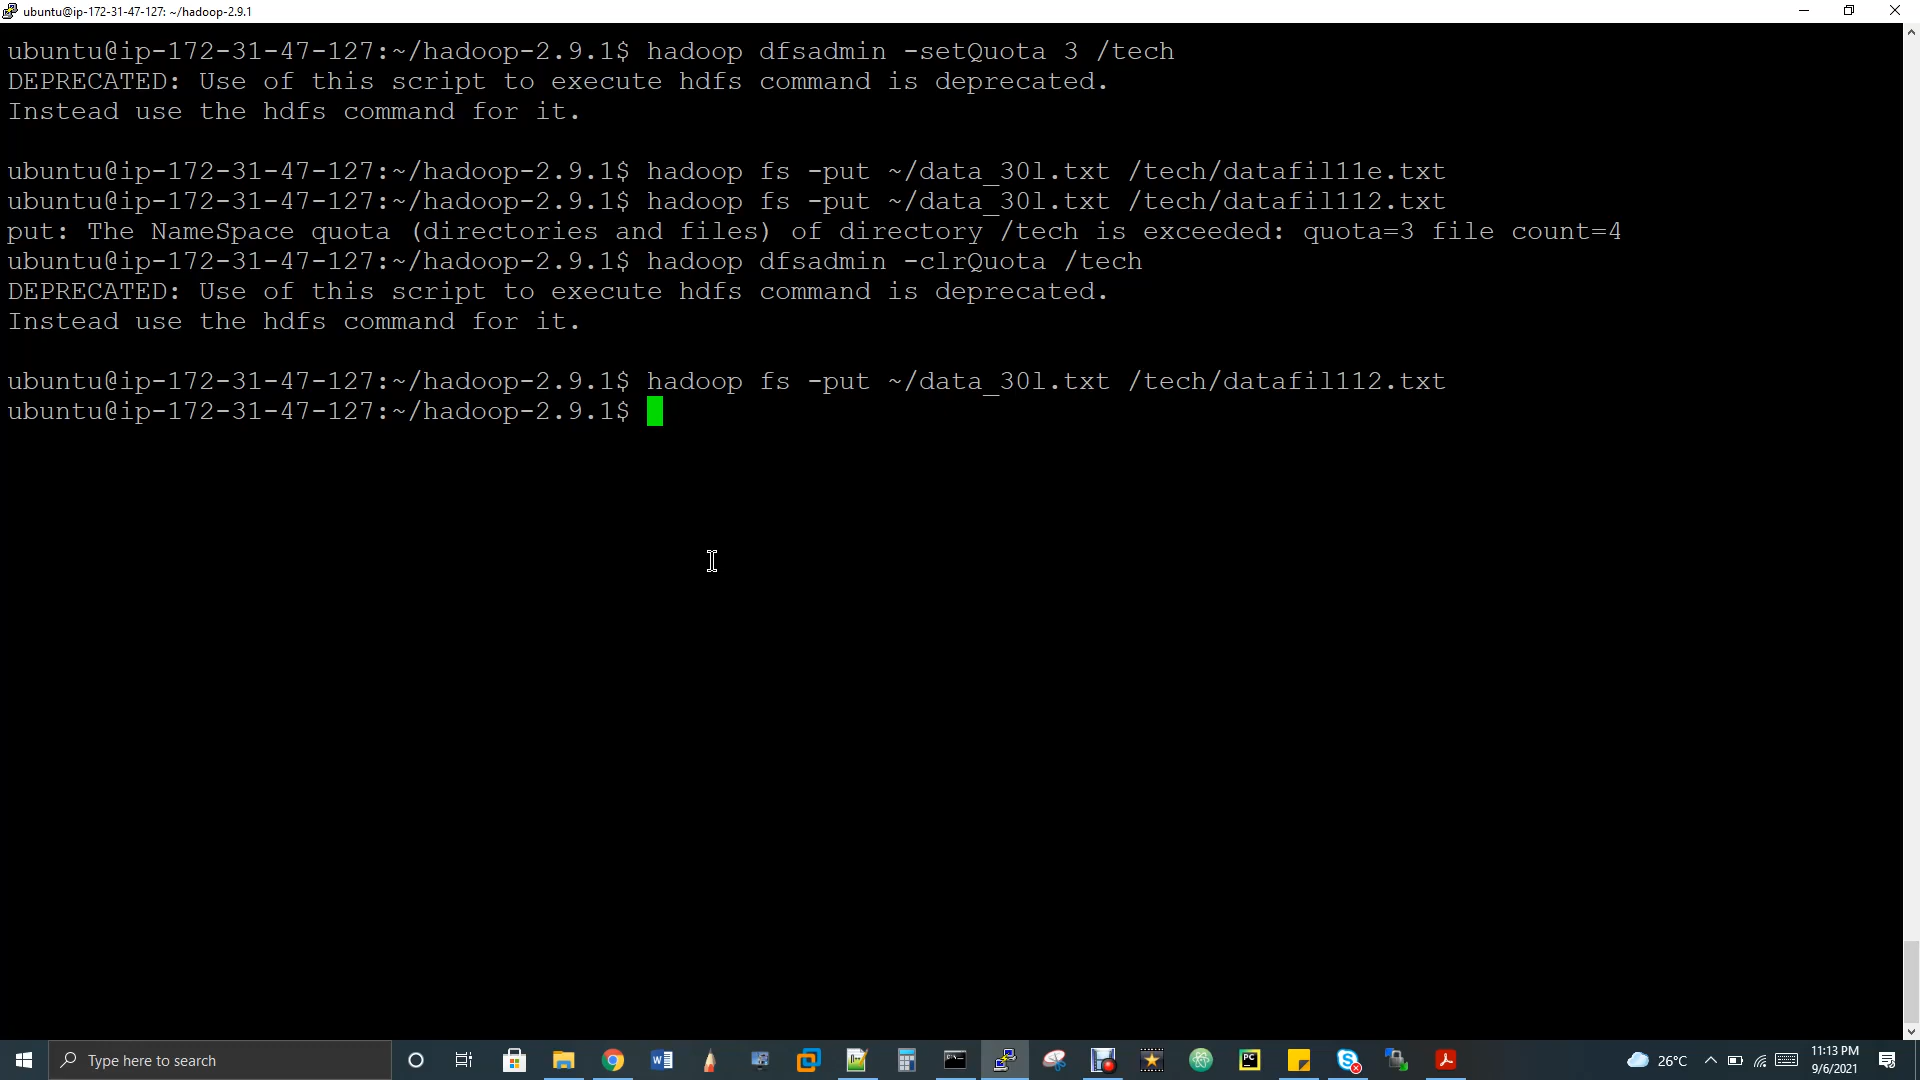 ubuntu@ip-172-31-47-127: ~/hadoop-2.9.1
ubuntu@ip-172-31-47-127:~/hadoop-2.9.1$ hadoop dfsadmin -setQuota 3 /tech
DEPRECATED: Use of this script to execute hdfs command is deprecated.
Instead use the hdfs command for it.
ubuntu@ip-172-31-47-127:~/hadoop-2.9.1$ hadoop fs -put ~/data_30l.txt /tech/datafil11e.txt
ubuntu@ip-172-31-47-127:~/hadoop-2.9.1$ hadoop fs -put ~/data_30l.txt /tech/datafil112.txt
put: The NameSpace quota (directories and files) of directory /tech is exceeded: quota=3 file count=4
ubuntu@ip-172-31-47-127:~/hadoop-2.9.1$ hadoop dfsadmin -clrQuota /tech
DEPRECATED: Use of this script to execute hdfs command is deprecated.
Instead use the hdfs command for it.
ubuntu@ip-172-31-47-127:~/hadoop-2.9.1$ hadoop fs -put ~/data_30l.txt /tech/datafil112.txt
ubuntu@ip-172-31-47-127:~/hadoop-2.9.1$
Type here to search
26°C
11:13 PM
9/6/2021